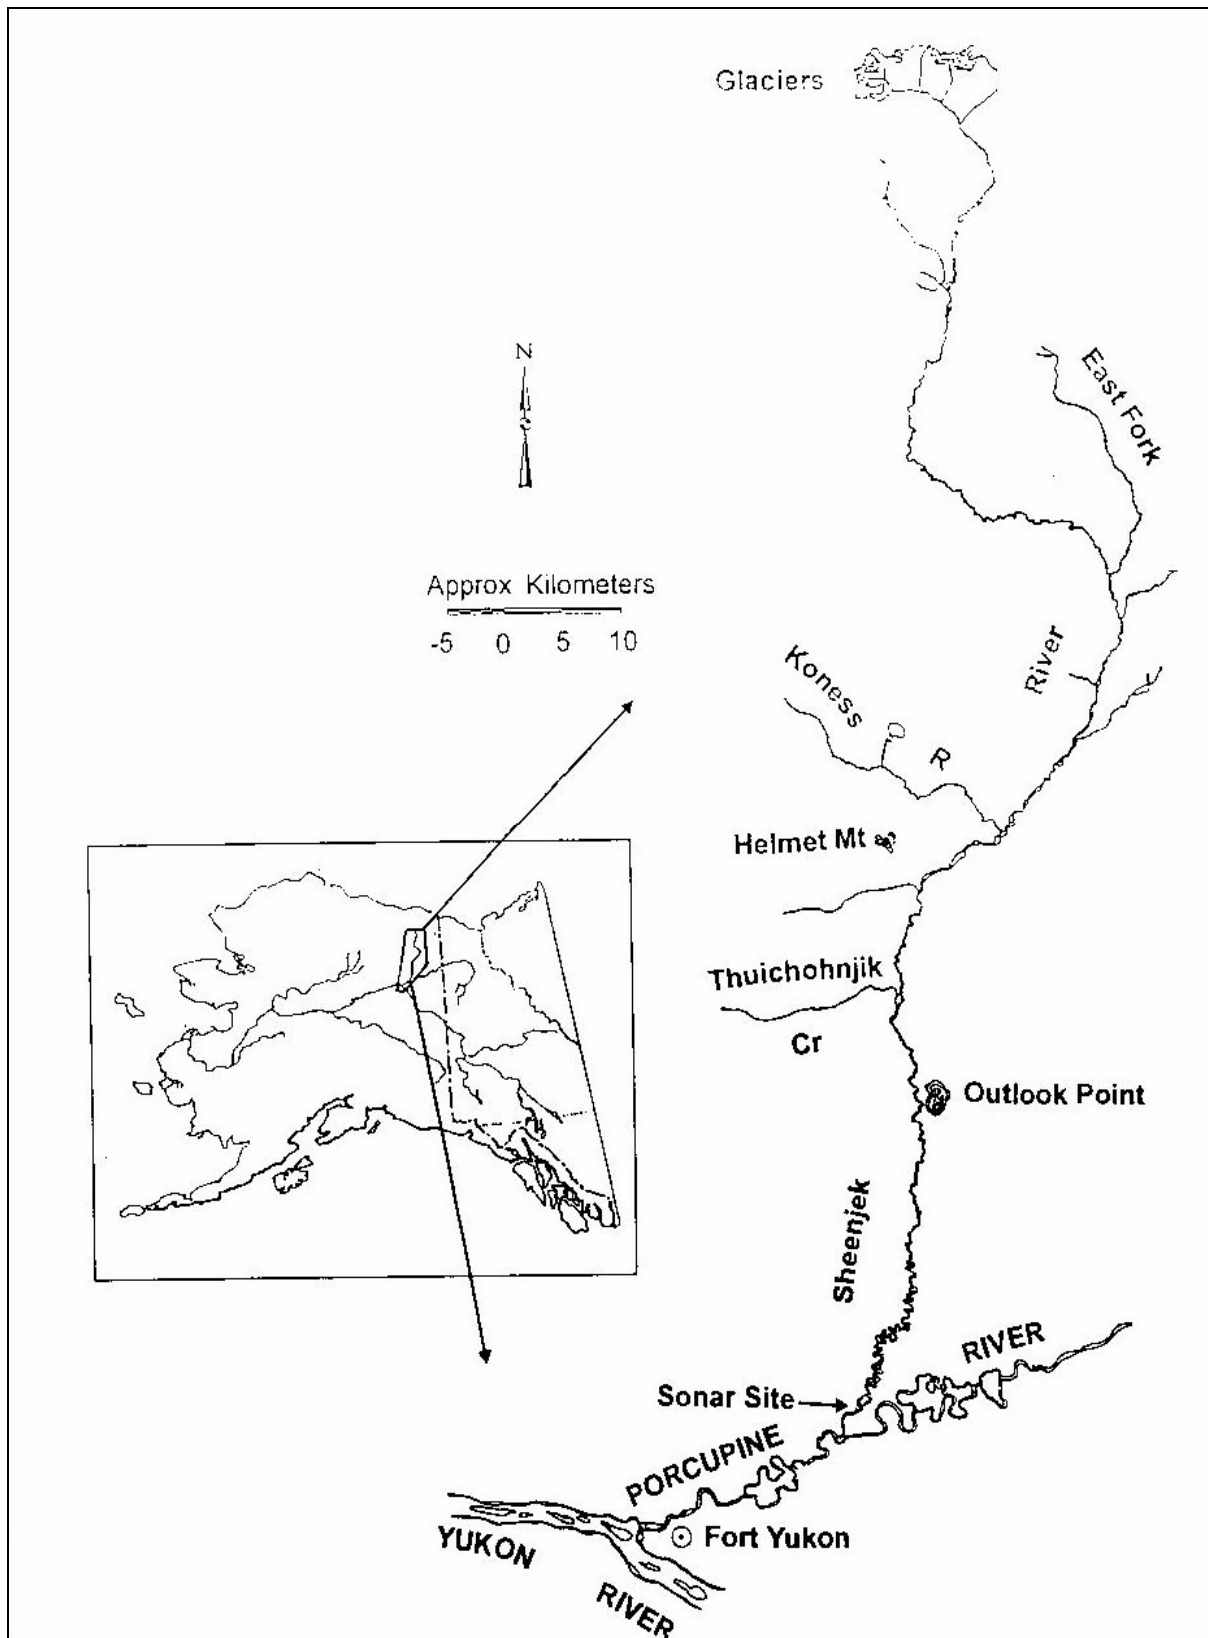 Glaciers
N
East Fork
Approx Kilometers
-5 0 5 10
River
Koness
R
Helmet Mt
Thuichohnjik
Cr
Outlook Point
Sheenjek
RIVER
Sonar Site
PORCUPINE
Fort Yukon
YUKON
RIVER